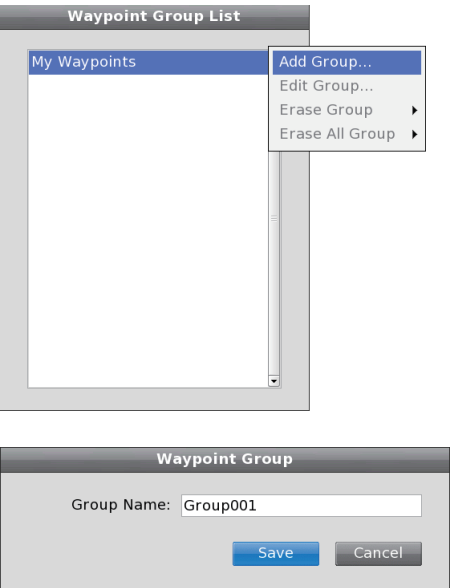 Waypoint Group List
My Waypoints
Add Group...
Edit Group...
Erase Group
Erase All Group
Waypoint Group
Group Name: Group001
Save Cancel